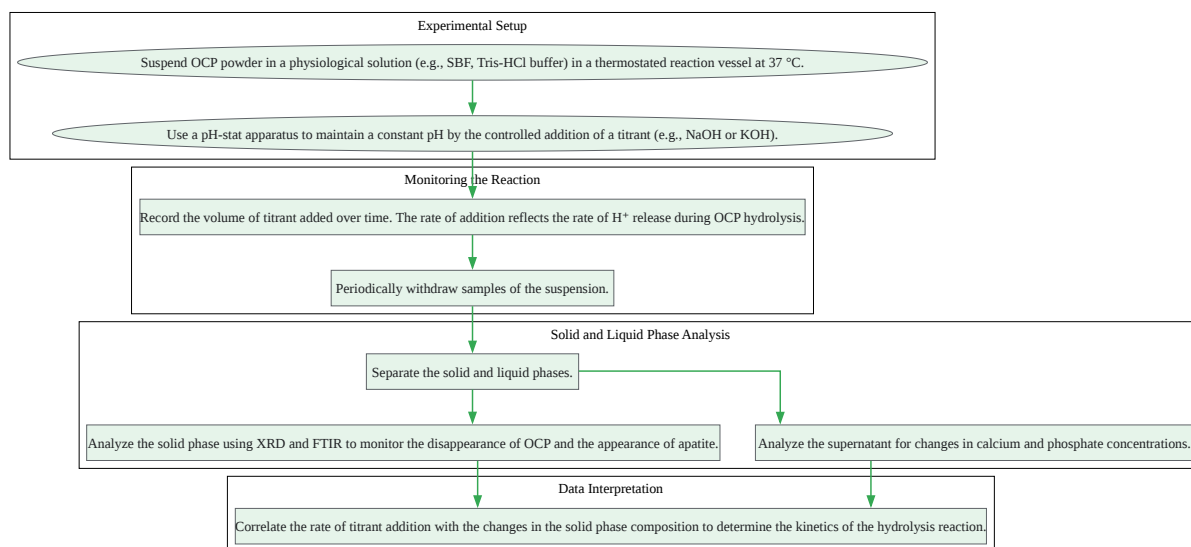 Experimental Setup
Suspend OCP powder in a physiological solution (e.g., SBF, Tris-HCl buffer) in a thermostated reaction vessel at 37 °C.
Use a pH-stat apparatus to maintain a constant pH by the controlled addition of a titrant (e.g., NaOH or KOH).
Monitoring the Reaction
Record the volume of titrant added over time. The rate of addition reflects the rate of H⁺ release during OCP hydrolysis.
Periodically withdraw samples of the suspension.
Solid and Liquid Phase Analysis
Separate the solid and liquid phases.
Analyze the solid phase using XRD and FTIR to monitor the disappearance of OCP and the appearance of apatite.
Analyze the supernatant for changes in calcium and phosphate concentrations.
Data Interpretation
Correlate the rate of titrant addition with the changes in the solid phase composition to determine the kinetics of the hydrolysis reaction.